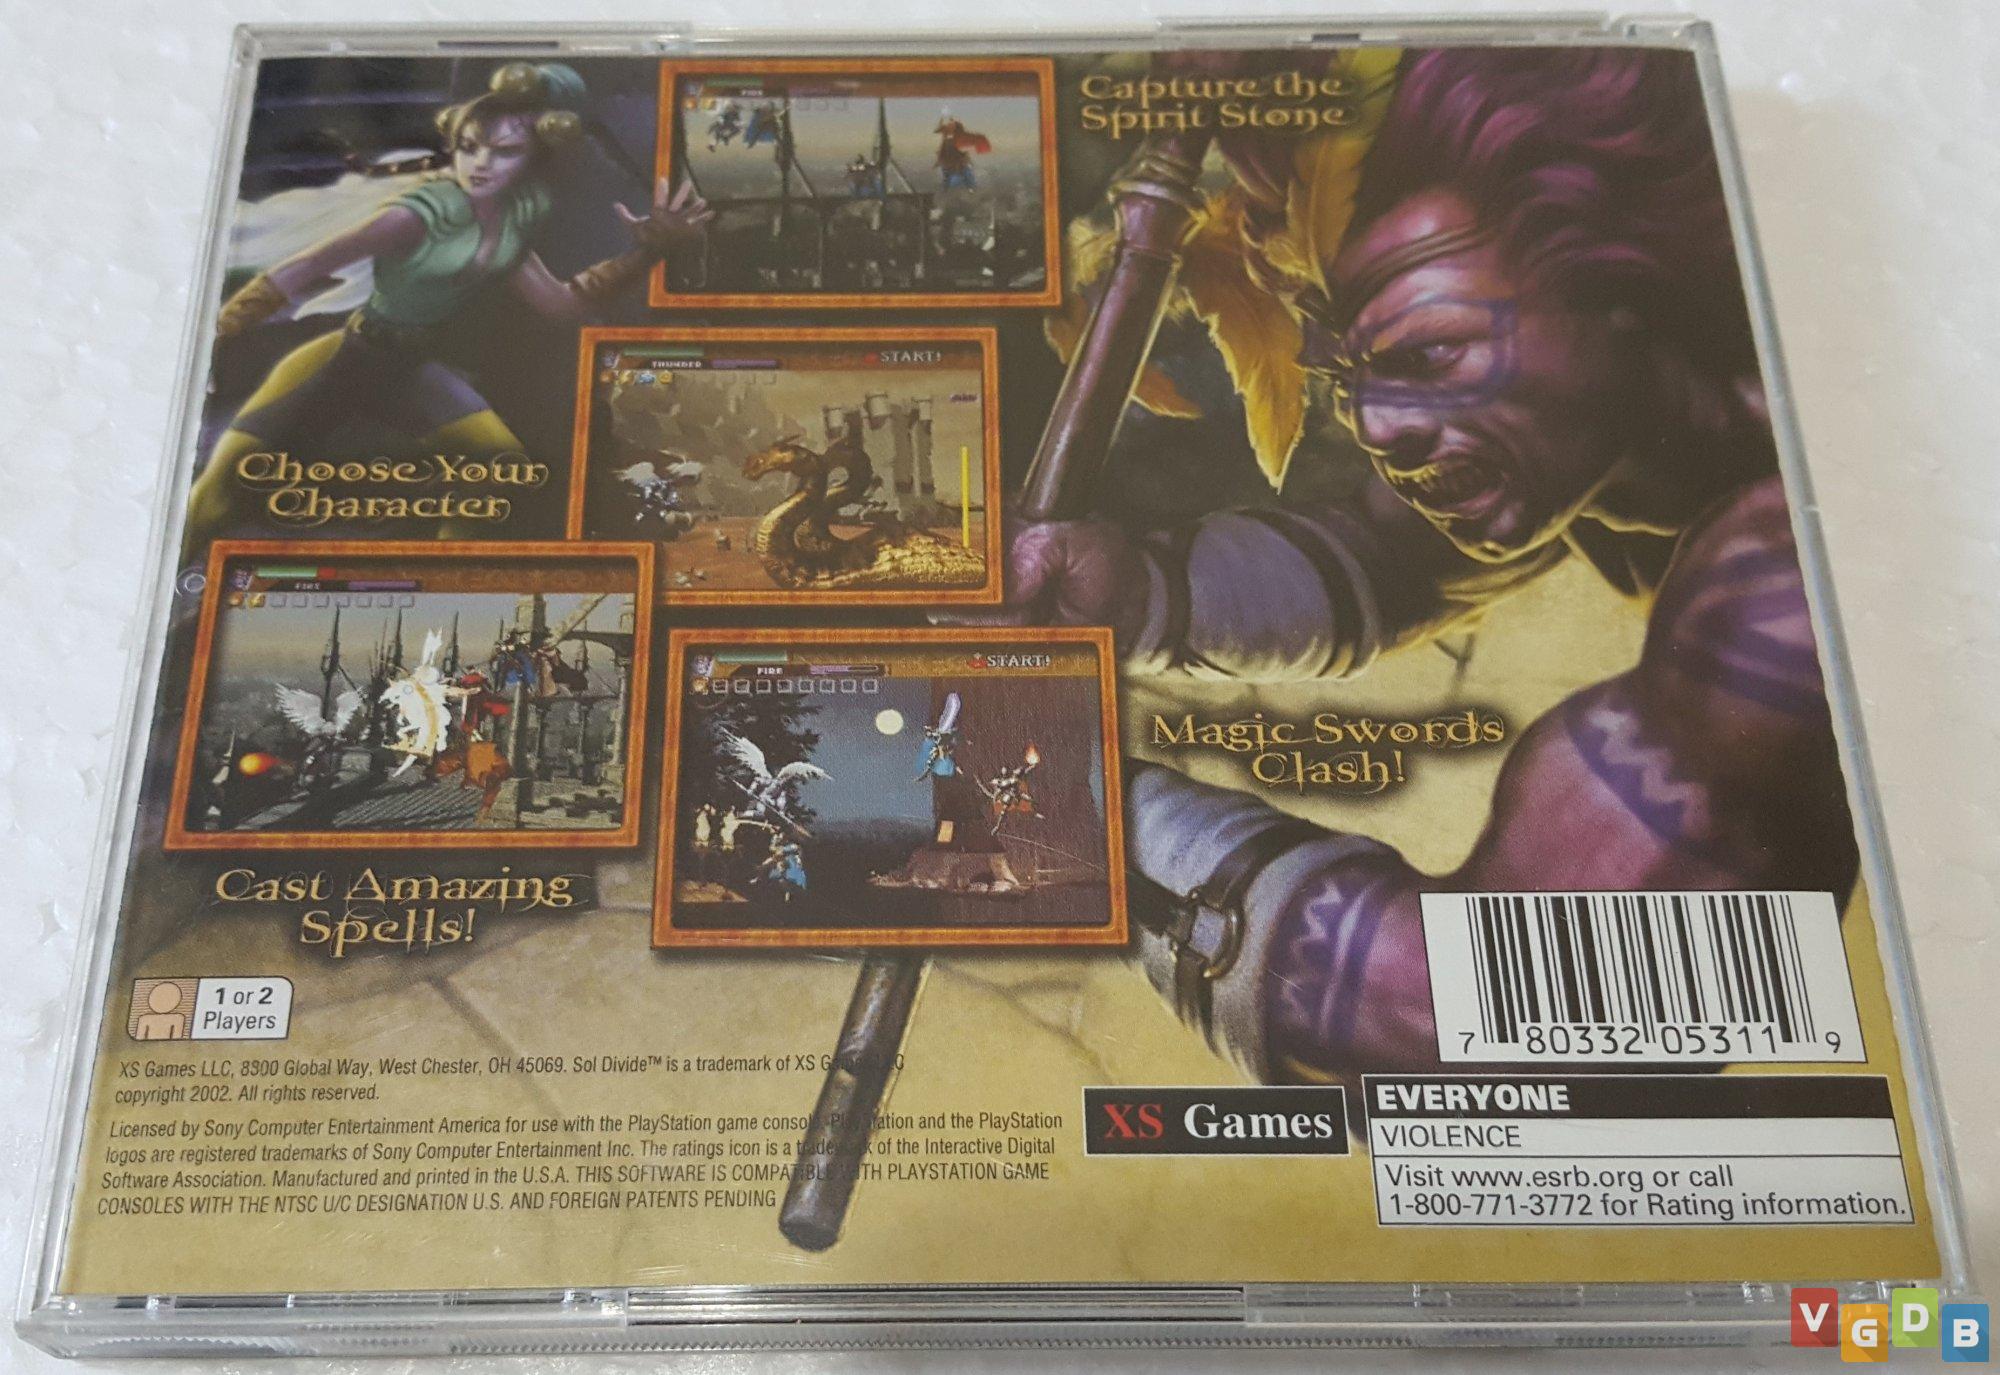 Capture the
Spirit Stone
FIRE
THUNDER
START!
Choose Your
Character
FIRE
FIRE
START!
Magic Swords
Clash!
Cast Amazing
Spells!
1 or 2
Players
7 80332 05311 9
XS Games LLC, 8300 Global Way, West Chester, OH 45069. Sol Divide™ is a trademark of XS
copyright 2002. All rights reserved.
Licensed by Sony Computer Entertainment America for use with the PlayStation game console. PlayStation and the PlayStation
logos are registered trademarks of Sony Computer Entertainment Inc. The ratings icon is a trademark of the Interactive Digital
Software Association. Manufactured and printed in the U.S.A. THIS SOFTWARE IS COMPATIBLE WITH PLAYSTATION GAME
CONSOLES WITH THE NTSC U/C DESIGNATION U.S. AND FOREIGN PATENTS PENDING
XS Games
EVERYONE
VIOLENCE
Visit www.esrb.org or call
1-800-771-3772 for Rating information.
VGDB